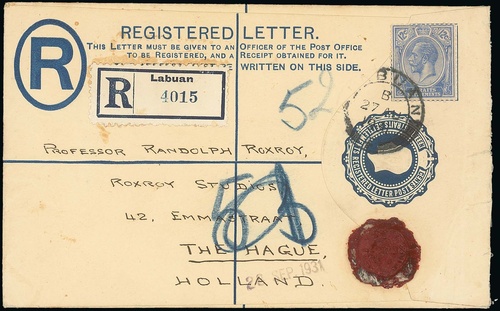 REGISTERED LETTER.
THIS LETTER MUST BE GIVEN TO AN OFFICER OF THE POST OFFICE
TO BE REGISTERED, AND A RECEIPT OBTAINED FOR IT.
WRITTEN ON THIS SIDE.
R
Labuan
R 4015
52
PROFESSOR RANDOLPH ROXROY,
ROXROY STUDIOS
42, EMMASTRAAT,
THE HAGUE,
HOLLAND.
SEP. 1931